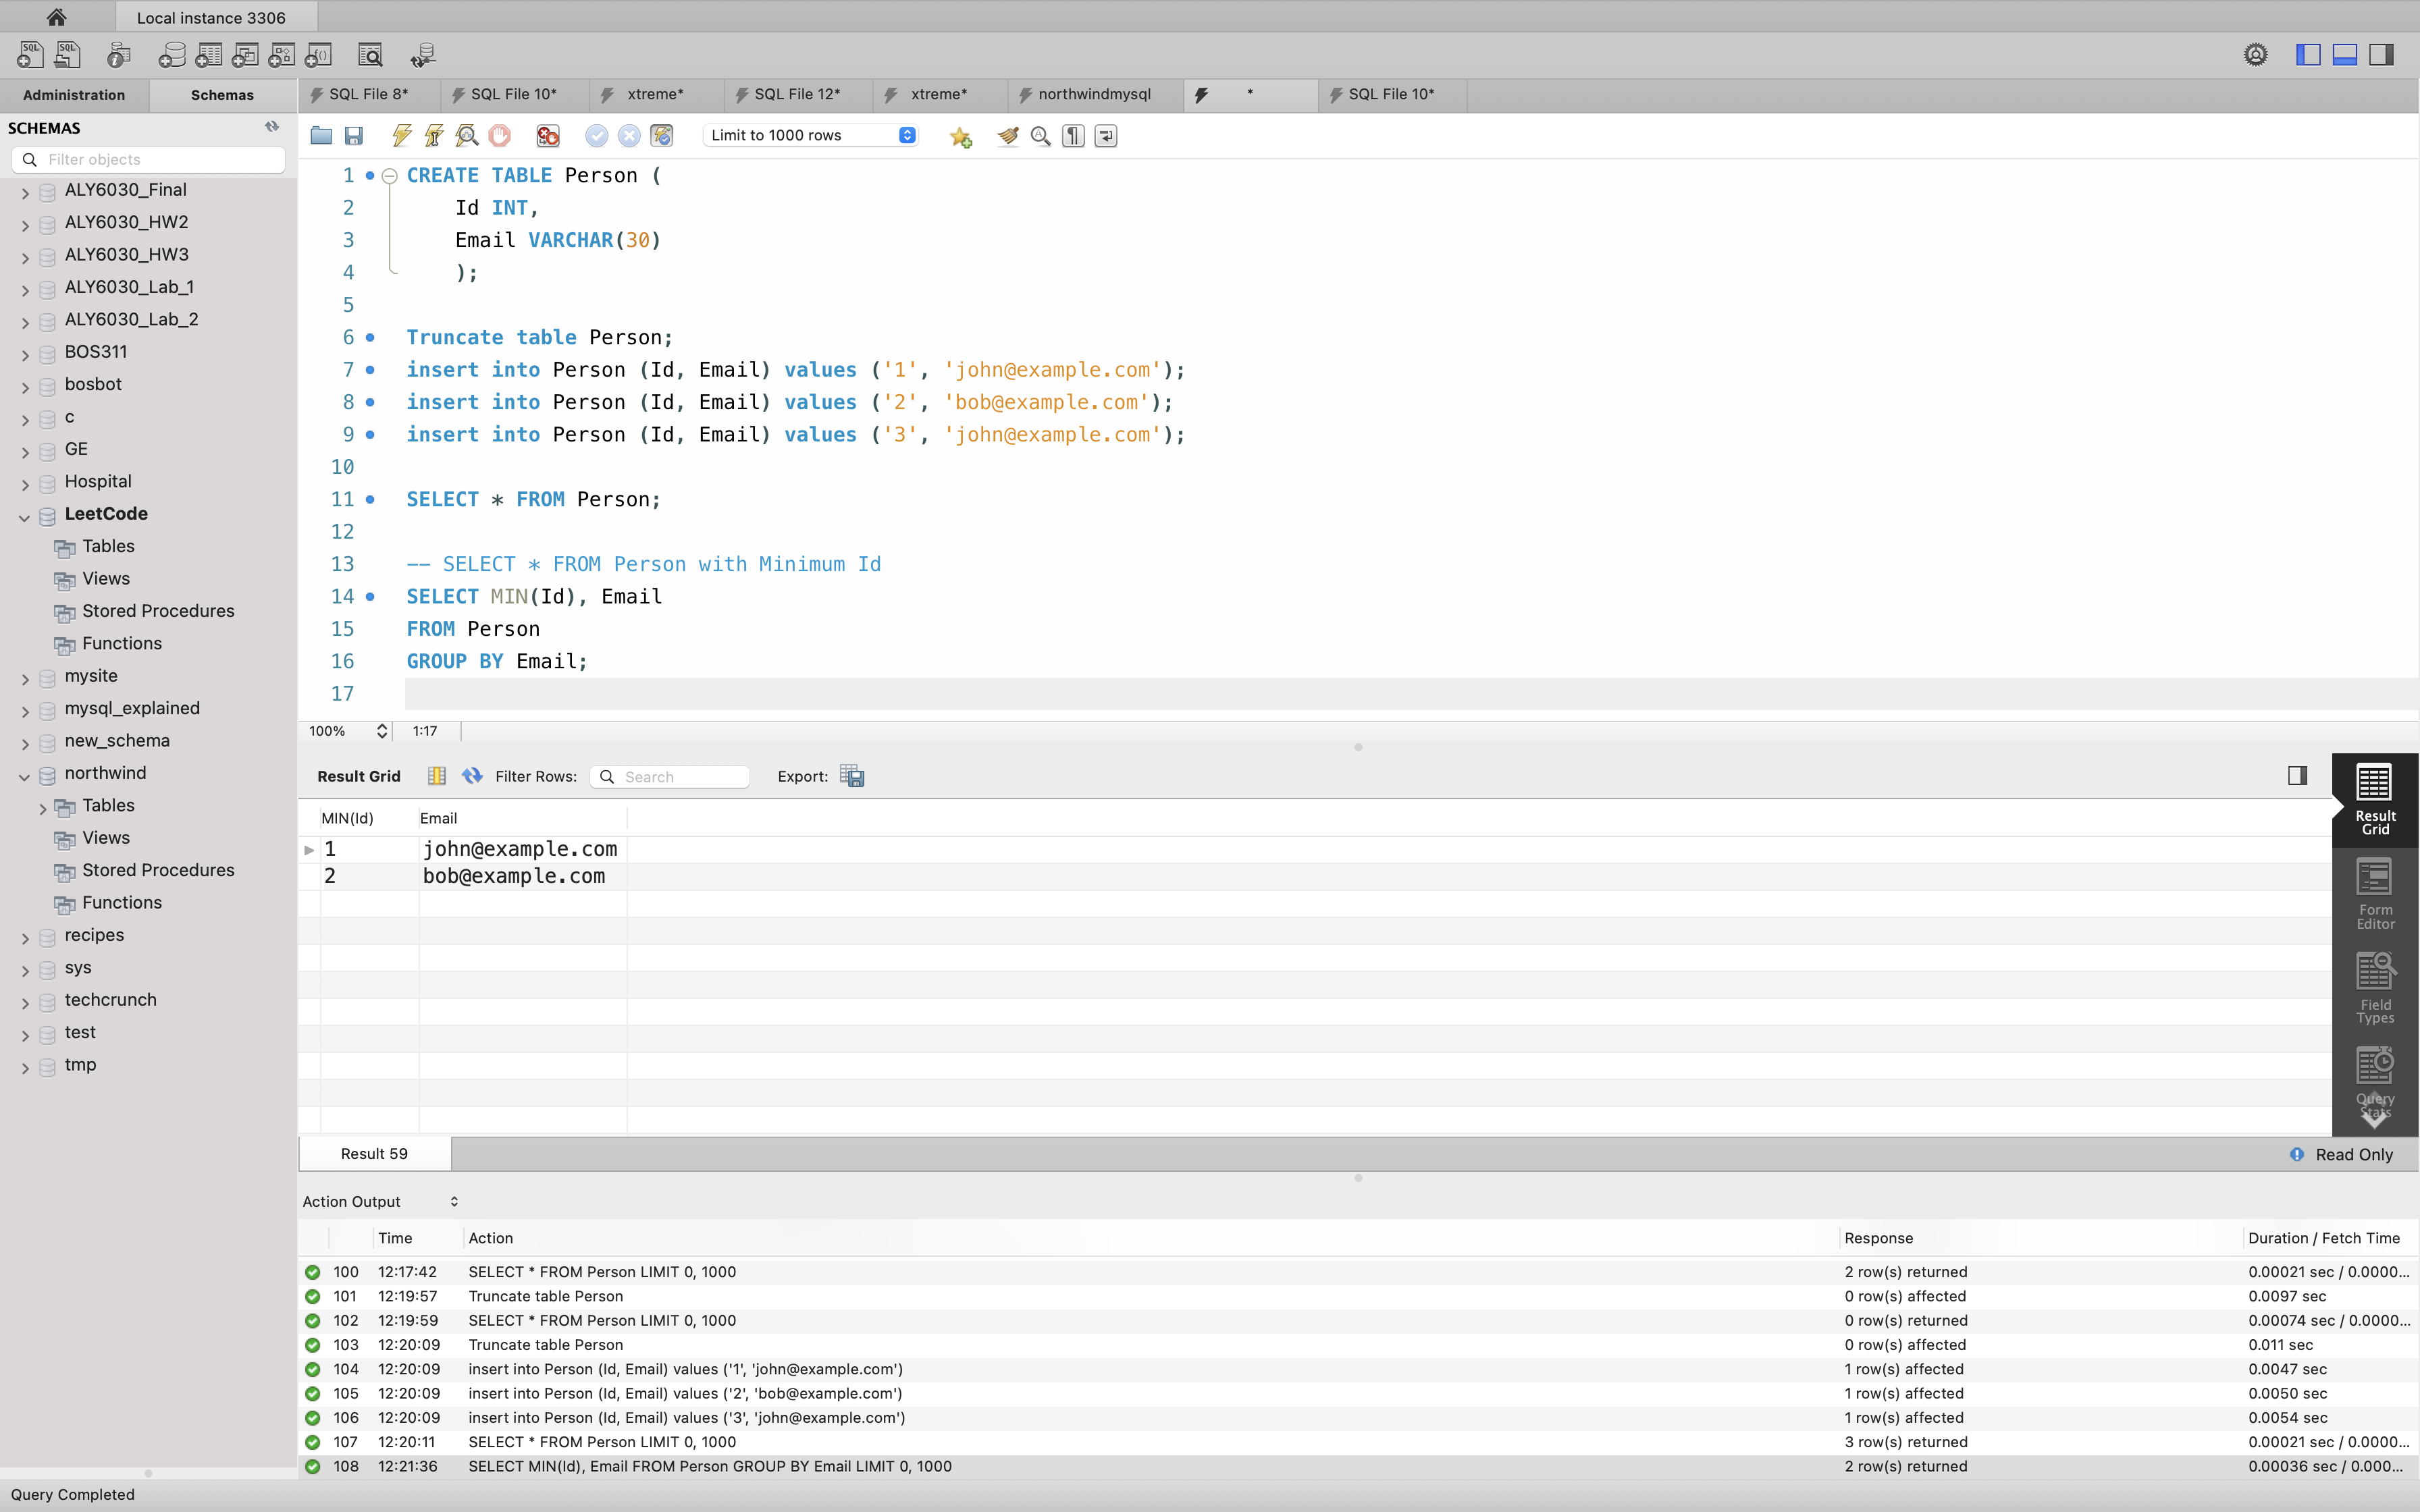 Local instance 3306
Administration
Schemas
SQL File 8*
SQL File 10*
xtreme*
SQL File 12*
xtreme*
northwindmysql
*
SQL File 10*
SCHEMAS
Filter objects
ALY6030_Final
ALY6030_HW2
ALY6030_HW3
ALY6030_Lab_1
ALY6030_Lab_2
BOS311
bosbot
c
GE
Hospital
LeetCode
Tables
Views
Stored Procedures
Functions
mysite
mysql_explained
new_schema
northwind
Tables
Views
Stored Procedures
Functions
recipes
sys
techcrunch
test
tmp
Limit to 1000 rows
1 CREATE TABLE Person (
2 Id INT,
3 Email VARCHAR(30)
4 );
5
6 Truncate table Person;
7 insert into Person (Id, Email) values ('1', 'john@example.com');
8 insert into Person (Id, Email) values ('2', 'bob@example.com');
9 insert into Person (Id, Email) values ('3', 'john@example.com');
10
11 SELECT * FROM Person;
12
13 -- SELECT * FROM Person with Minimum Id
14 SELECT MIN(Id), Email
15 FROM Person
16 GROUP BY Email;
17
100% 1:17
Result Grid Filter Rows: Search Export:
MIN(Id) Email
1 john@example.com
2 bob@example.com
Result Grid
Form Editor
Field Types
Query Stats
Result 59
Read Only
Action Output
Time Action Response Duration / Fetch Time
100 12:17:42 SELECT * FROM Person LIMIT 0, 1000 2 row(s) returned 0.00021 sec / 0.0000...
101 12:19:57 Truncate table Person 0 row(s) affected 0.0097 sec
102 12:19:59 SELECT * FROM Person LIMIT 0, 1000 0 row(s) returned 0.00074 sec / 0.0000...
103 12:20:09 Truncate table Person 0 row(s) affected 0.011 sec
104 12:20:09 insert into Person (Id, Email) values ('1', 'john@example.com') 1 row(s) affected 0.0047 sec
105 12:20:09 insert into Person (Id, Email) values ('2', 'bob@example.com') 1 row(s) affected 0.0050 sec
106 12:20:09 insert into Person (Id, Email) values ('3', 'john@example.com') 1 row(s) affected 0.0054 sec
107 12:20:11 SELECT * FROM Person LIMIT 0, 1000 3 row(s) returned 0.00021 sec / 0.0000...
108 12:21:36 SELECT MIN(Id), Email FROM Person GROUP BY Email LIMIT 0, 1000 2 row(s) returned 0.00036 sec / 0.000...
Query Completed